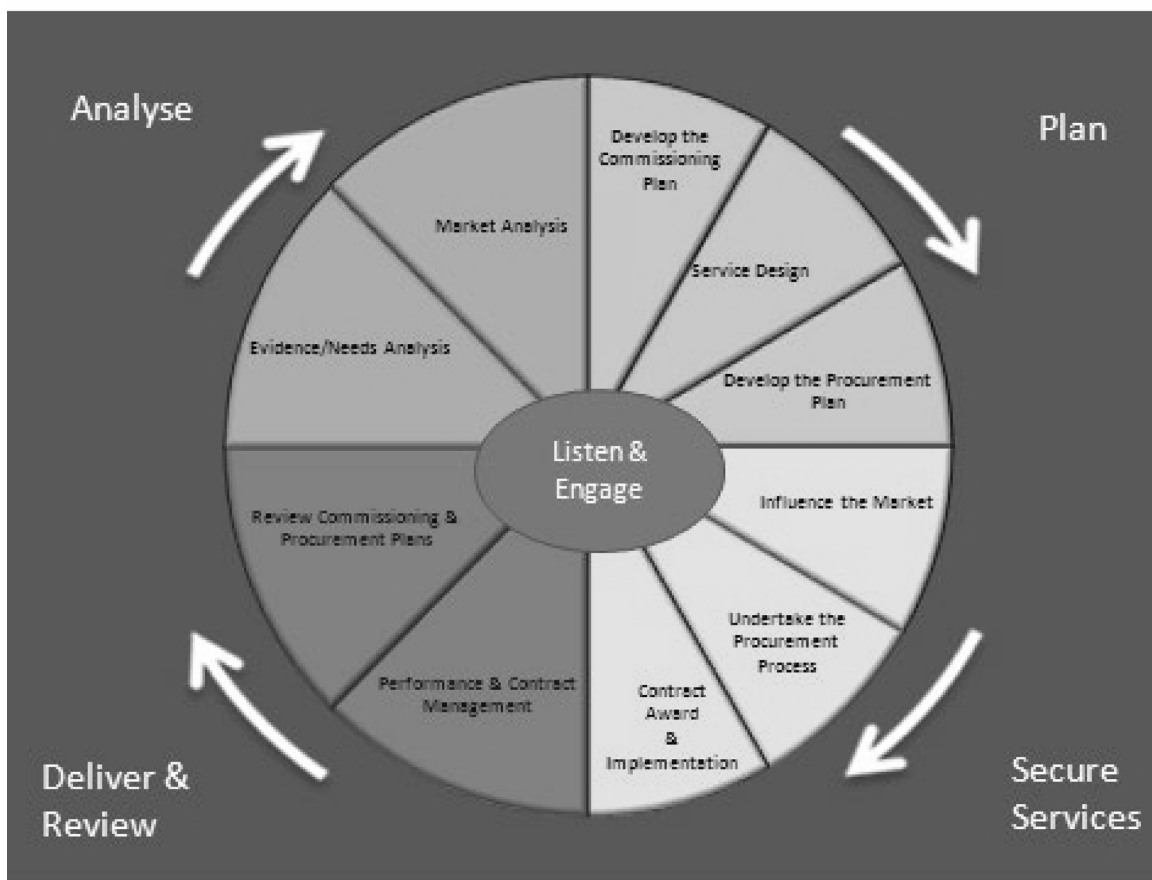 Analyse
Plan
Develop the
Commissioning
Plan
Market Analysis
Service Design
Evidence/Needs Analysis
Develop the Procurement
Plan
Listen &
Engage
Influence the Market
Review Commissioning &
Procurement Plans
Undertake the
Procurement
Process
Performance & Contract
Management
Contract
Award
&
Implementation
Deliver &
Review
Secure
Services